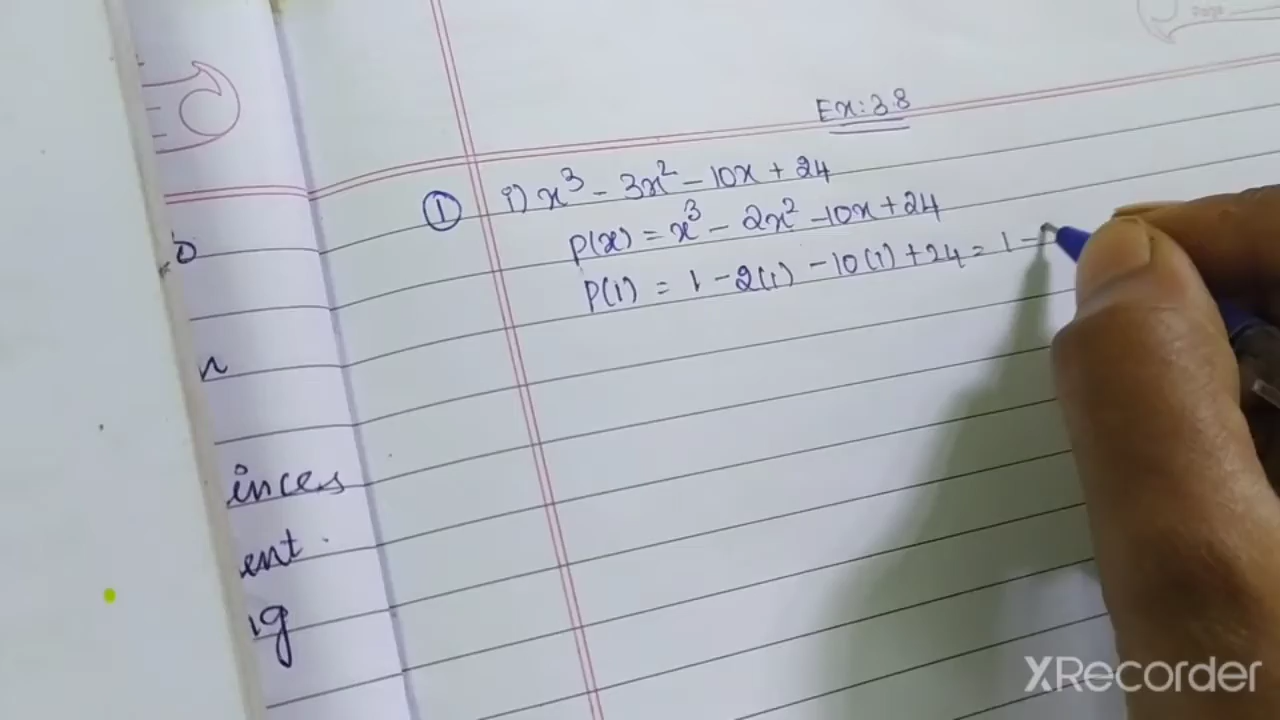 Page
Ex: 3.8
① i) x³ - 3x² - 10x + 24
p(x) = x³ - 2x² - 10x + 24
p(1) = 1 - 2(1) - 10(1) + 24 = 1 -
n
ent.
ig
XRecorder